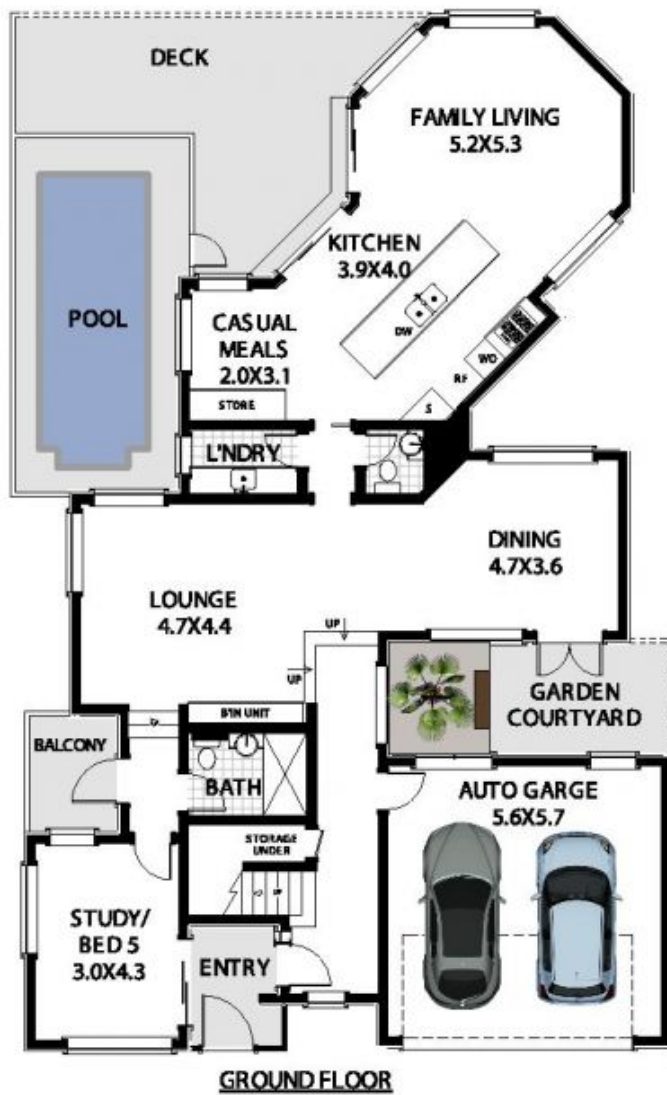 DECK
FAMILY LIVING
5.2X5.3
KITCHEN
3.9X4.0
POOL
CASUAL
MEALS
2.0X3.1
DW
WO
RF
S
STORE
L'NDRY
DINING
4.7X3.6
LOUNGE
4.7X4.4
UP
UP
GARDEN
COURTYARD
BALCONY
BATH
AUTO GARGE
5.6X5.7
STORAGE
UNDER
UP
STUDY/
BED 5
3.0X4.3
ENTRY
GROUND FLOOR